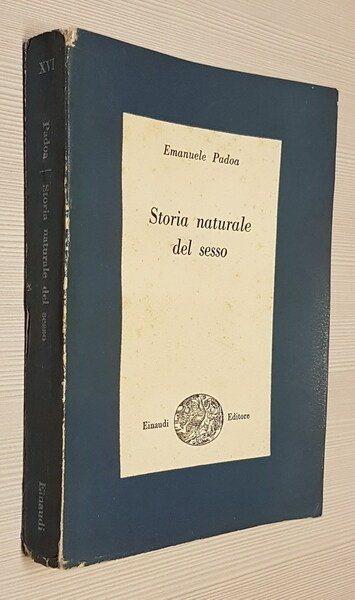 Emanuele Padoa
Storia naturale
del sesso
Einaudi Editore
XVI
Padoa | Storia naturale del sesso
Einaudi